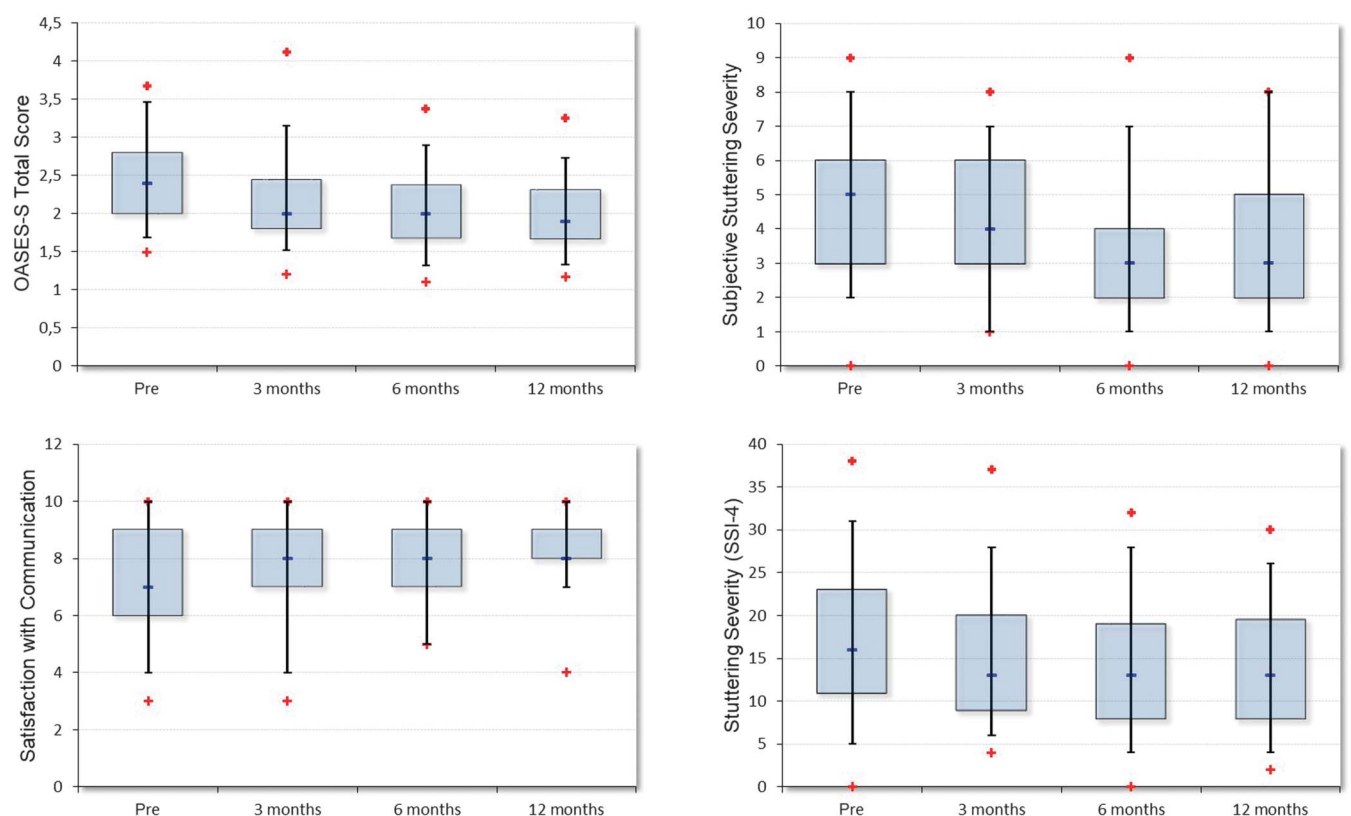 OASES-S Total Score
4,5
4
3,5
3
2,5
2
1,5
1
0,5
0
Pre
3 months
6 months
12 months
Subjective Stuttering Severity
10
9
8
7
6
5
4
3
2
1
0
Pre
3 months
6 months
12 months
Satisfaction with Communication
12
10
8
6
4
2
0
Pre
3 months
6 months
12 months
Stuttering Severity (SSI-4)
40
35
30
25
20
15
10
5
0
Pre
3 months
6 months
12 months